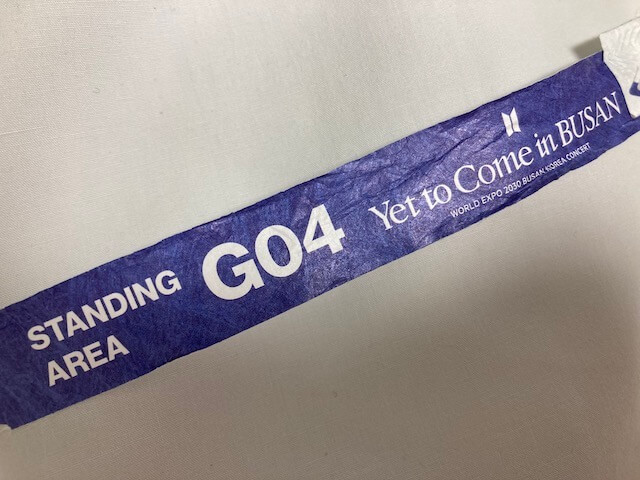 STANDING
AREA
G04
Yet to Come in BUSAN
WORLD EXPO 2030 BUSAN KOREA CONCERT